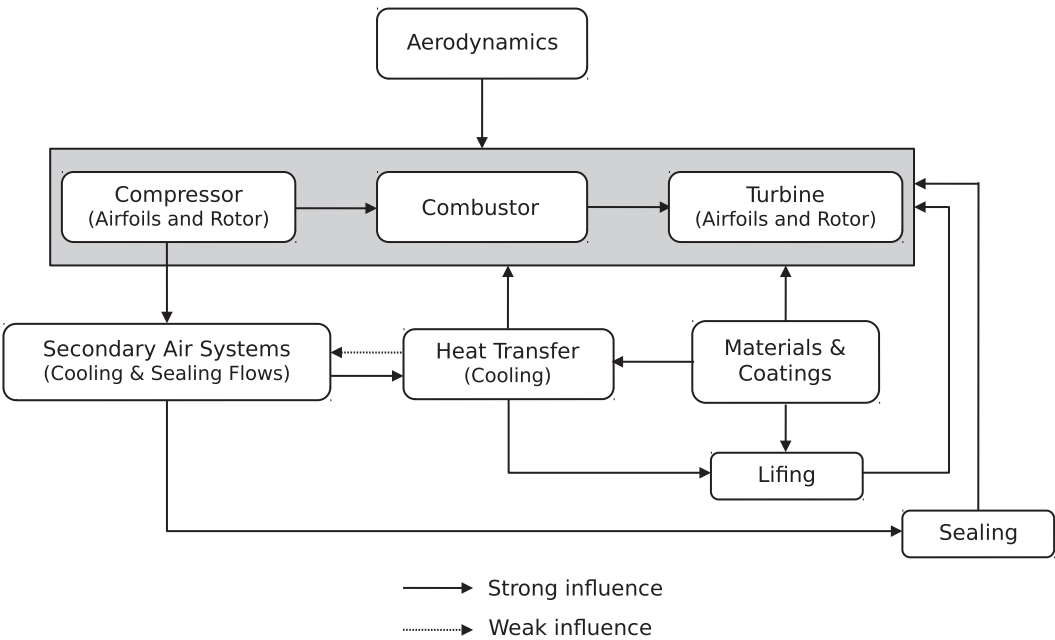 Aerodynamics
Compressor
(Airfoils and Rotor)
Combustor
Turbine
(Airfoils and Rotor)
Secondary Air Systems
(Cooling & Sealing Flows)
Heat Transfer
(Cooling)
Materials &
Coatings
Lifing
Sealing
Strong influence
Weak influence